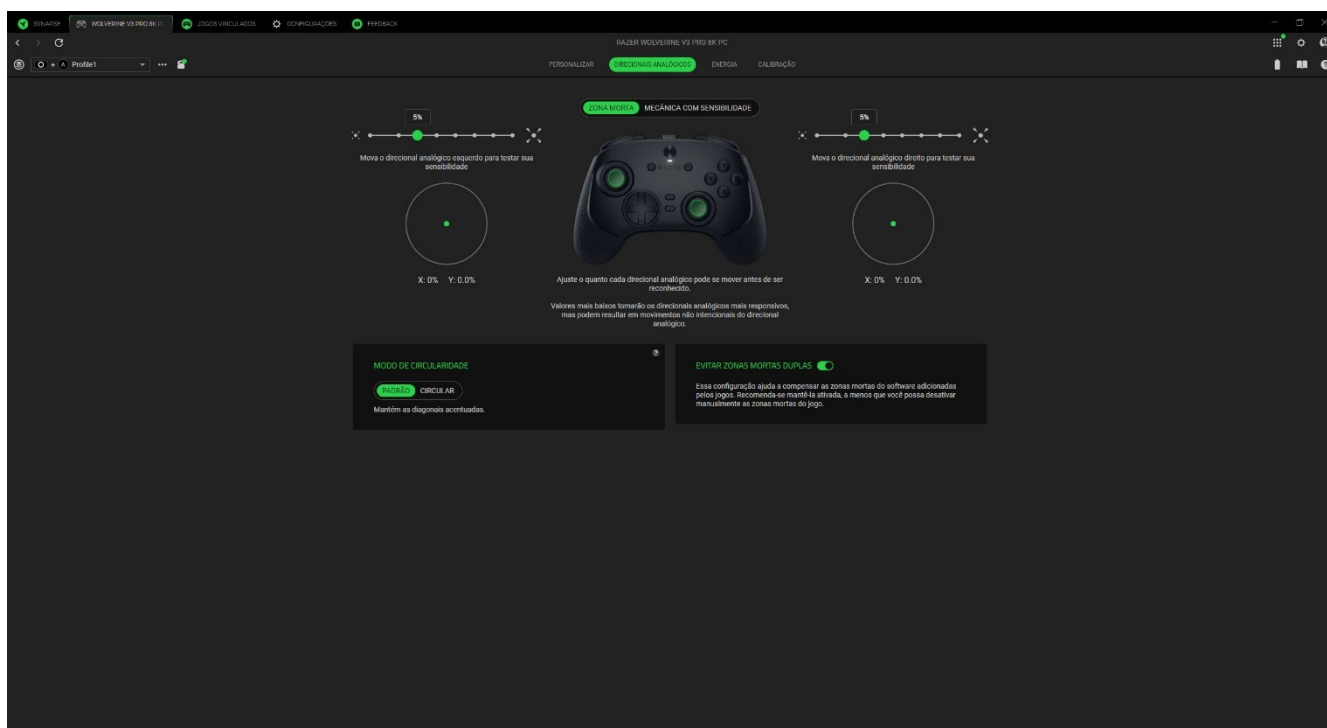 SYNAPSE WOLVERINE V3 PRO 8K P JOGOS VINCULADOS CONFIGURAÇÕES FEEDBACK
RAZER WOLVERINE V3 PRO 8K PC
Profile1 PERSONALIZAR DIRECIONAIS ANALÓGICOS ENERGIA CALIBRAÇÃO
ZONA MORTA MECÂNICA COM SENSIBILIDADE
5%
Mova o direcional analógico esquerdo para testar sua
sensibilidade
X: 0% Y: 0.0%
5%
Mova o direcional analógico direito para testar sua
sensibilidade
X: 0% Y: 0.0%
Ajuste o quanto cada direcional analógico pode se mover antes de ser
reconhecido.
Valores mais baixos tornarão os direcionais analógicos mais responsivos,
mas podem resultar em movimentos não intencionais do direcional
analógico.
MODO DE CIRCULARIDADE
PADRÃO CIRCULAR
Mantém as diagonais acentuadas.
EVITAR ZONAS MORTAS DUPLAS
Essa configuração ajuda a compensar as zonas mortas do software adicionadas
pelos jogos. Recomenda-se mantê-la ativada, a menos que você possa desativar
manualmente as zonas mortas do jogo.